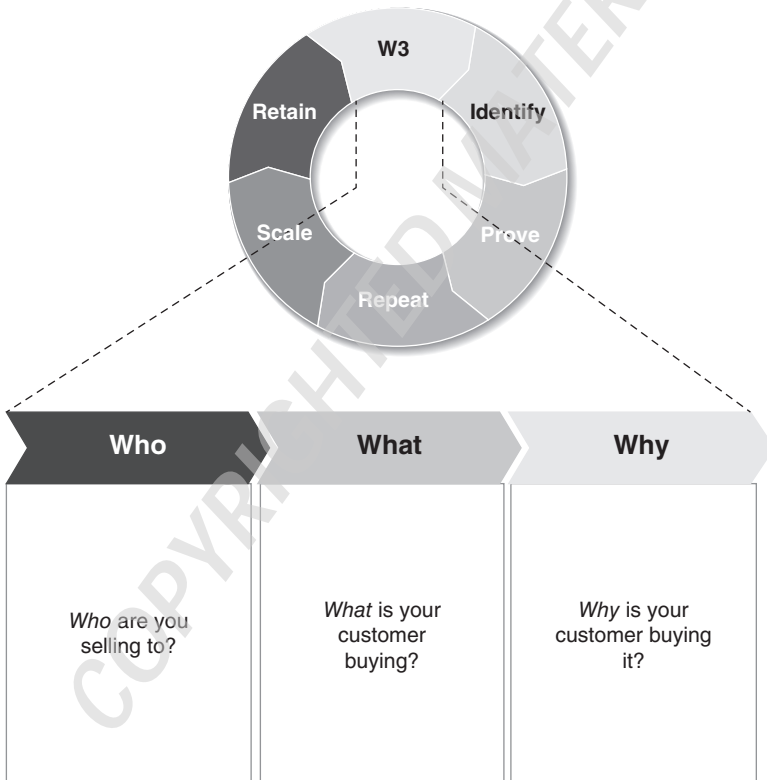 W3
Retain
Identify
Scale
Prove
Repeat
Who
What
Why
Who are you
selling to?
What is your
customer
buying?
Why is your
customer buying
it?
COPYRIGHTED MATER